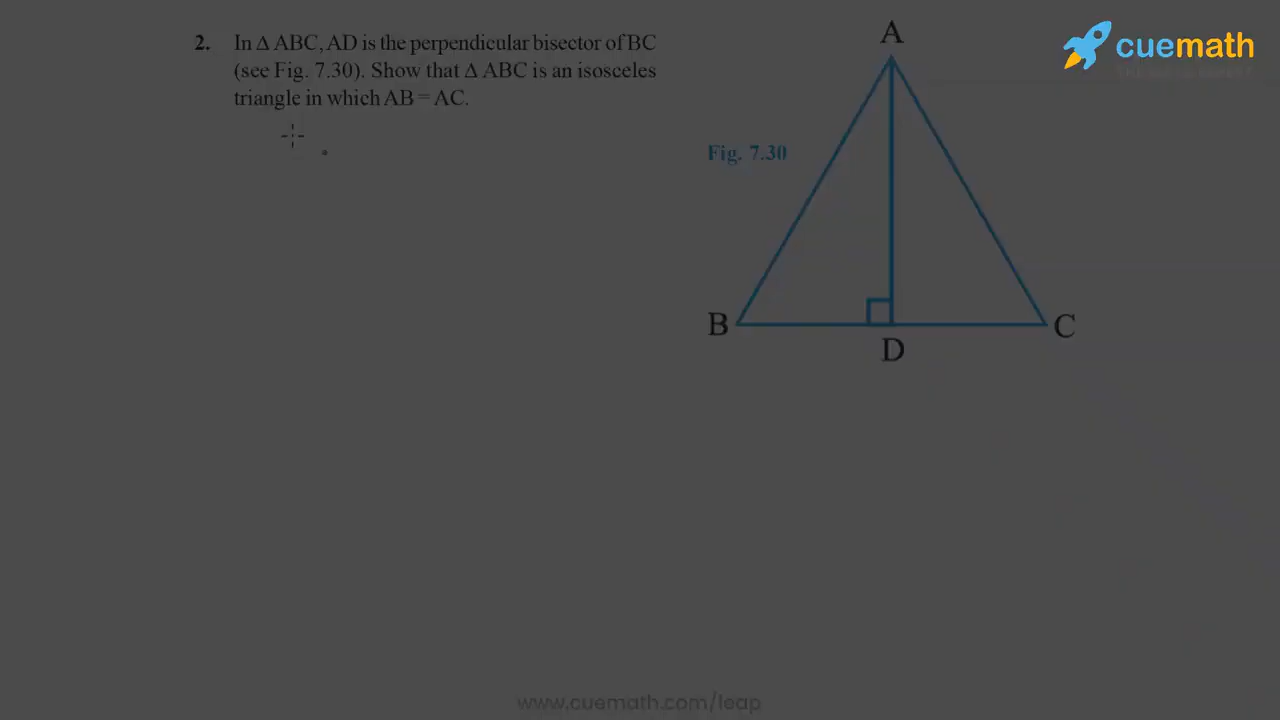 2. In Δ ABC, AD is the perpendicular bisector of BC
(see Fig. 7.30). Show that Δ ABC is an isosceles
triangle in which AB = AC.
A
cuemath
Fig. 7.30
B
C
D
www.cuemath.com/leap